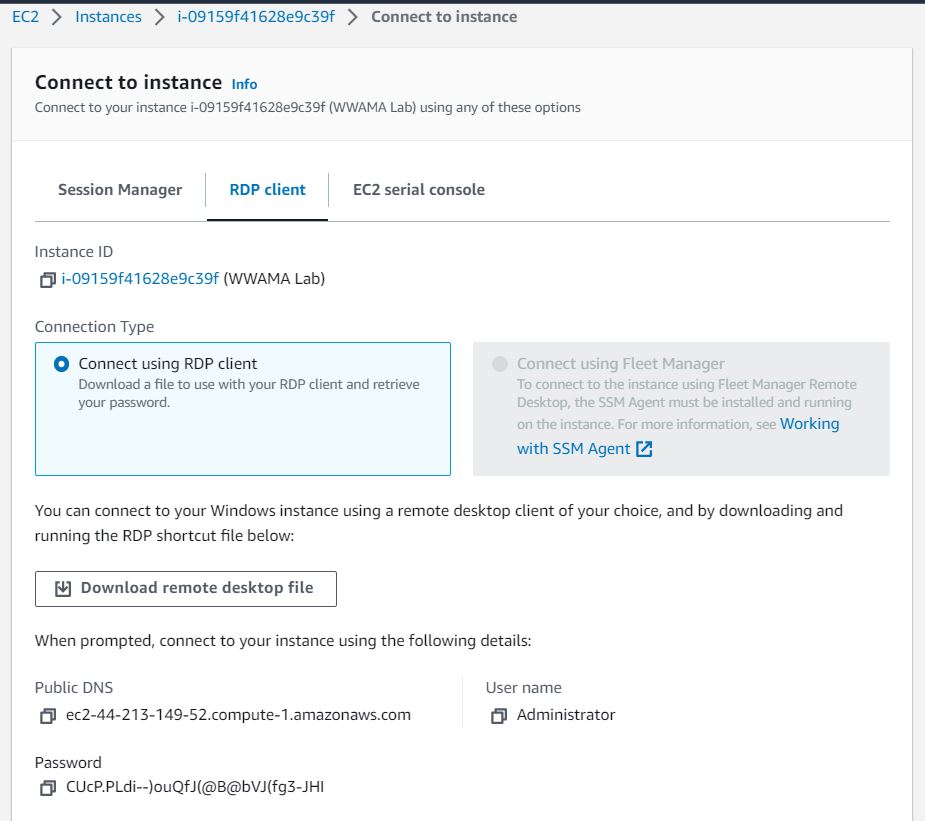 EC2 > Instances > i-09159f41628e9c39f > Connect to instance
Connect to instance Info
Connect to your instance i-09159f41628e9c39f (WWAMA Lab) using any of these options
Session Manager RDP client EC2 serial console
Instance ID
i-09159f41628e9c39f (WWAMA Lab)
Connection Type
Connect using RDP client
Download a file to use with your RDP client and retrieve
your password.
Connect using Fleet Manager
To connect to the instance using Fleet Manager Remote
Desktop, the SSM Agent must be installed and running
on the instance. For more information, see Working
with SSM Agent
You can connect to your Windows instance using a remote desktop client of your choice, and by downloading and
running the RDP shortcut file below:
Download remote desktop file
When prompted, connect to your instance using the following details:
Public DNS
ec2-44-213-149-52.compute-1.amazonaws.com
User name
Administrator
Password
CUcP.PLdi--)ouQfJ(@B@bVJ(fg3-JHI